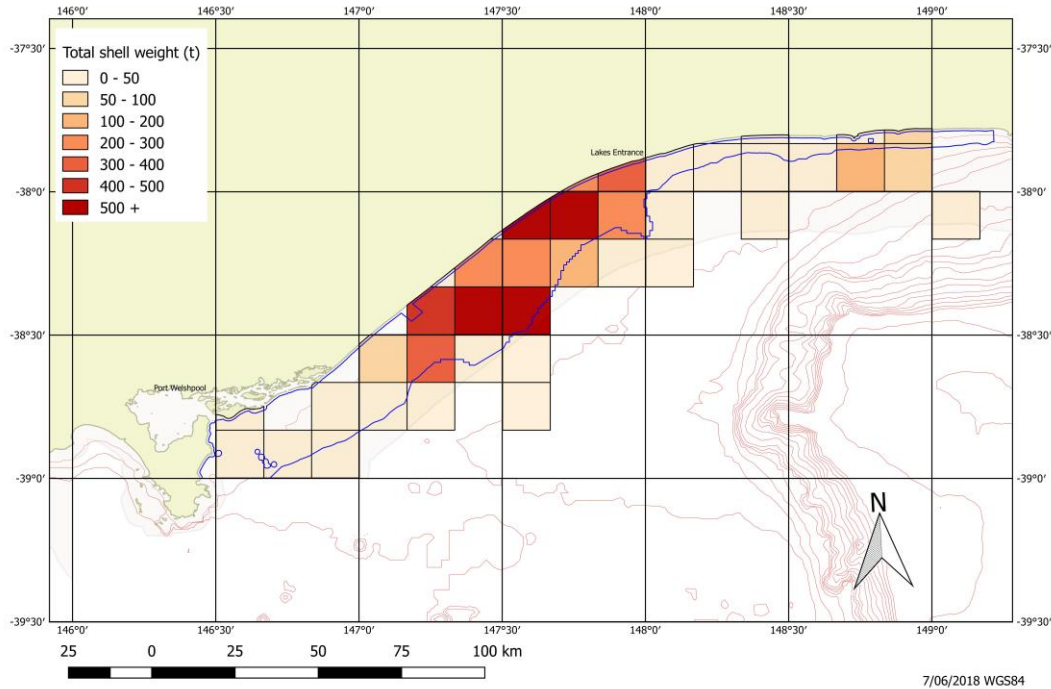 146°0′ 146°30′ 147°0′ 147°30′ 148°0′ 148°30′ 149°0′
-37°30′ -37°30′
Total shell weight (t)
0 - 50
50 - 100
100 - 200
200 - 300
300 - 400
400 - 500
500 +
Lakes Entrance
-38°0′ -38°0′
-38°30′ -38°30′
Port Welshpool
-39°0′ -39°0′
N
-39°30′ -39°30′
146°0′ 146°30′ 147°0′ 147°30′ 148°0′ 148°30′ 149°0′
25 0 25 50 75 100 km
7/06/2018 WGS84